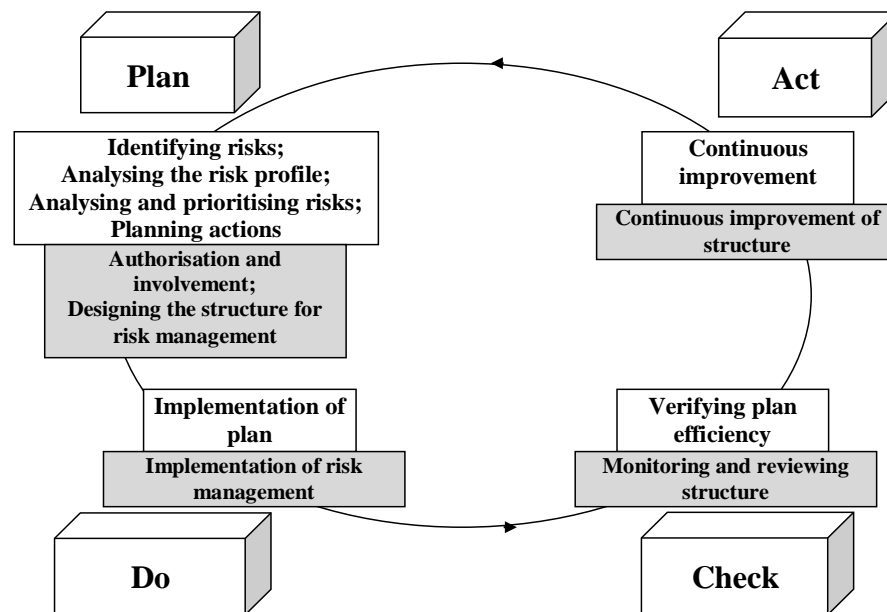 Plan
Identifying risks;
Analysing the risk profile;
Analysing and prioritising risks;
Planning actions
Authorisation and
involvement;
Designing the structure for
risk management
Act
Continuous
improvement
Continuous improvement of
structure
Implementation of
plan
Implementation of risk
management
Do
Verifying plan
efficiency
Monitoring and reviewing
structure
Check